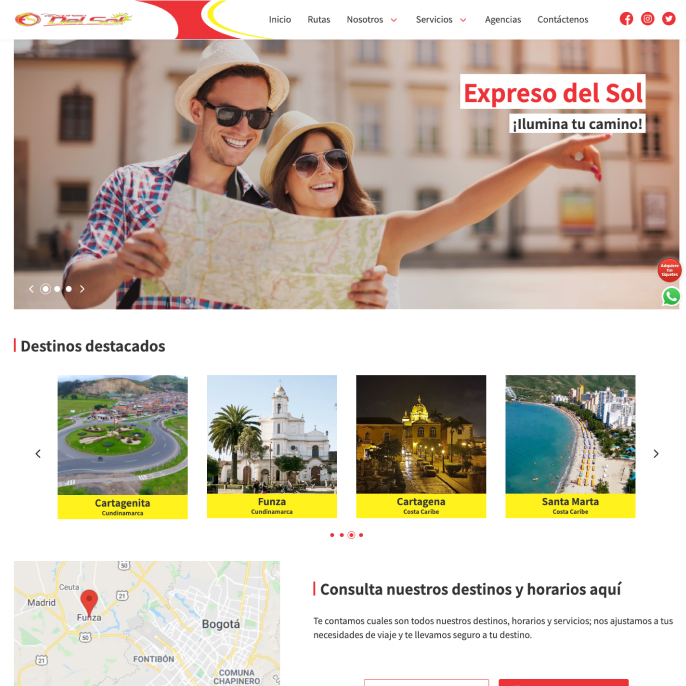 Del Sol
Inicio Rutas Nosotros Servicios Agencias Contáctenos
Expreso del Sol
¡Ilumina tu camino!
Adquiere
Tus
tiquetes
Destinos destacados
Cartagenita Funza Cartagena Santa Marta
Cundinamarca Cundinamarca Costa Caribe Costa Caribe
50
Ceuta
Madrid
Funza
Bogotá
50
21
21
FONTIBÓN
COMUNA
CHAPINERO
Consulta nuestros destinos y horarios aquí
Te contamos cuales son todos nuestros destinos, horarios y servicios; nos ajustamos a tus
necesidades de viaje y te llevamos seguro a tu destino.